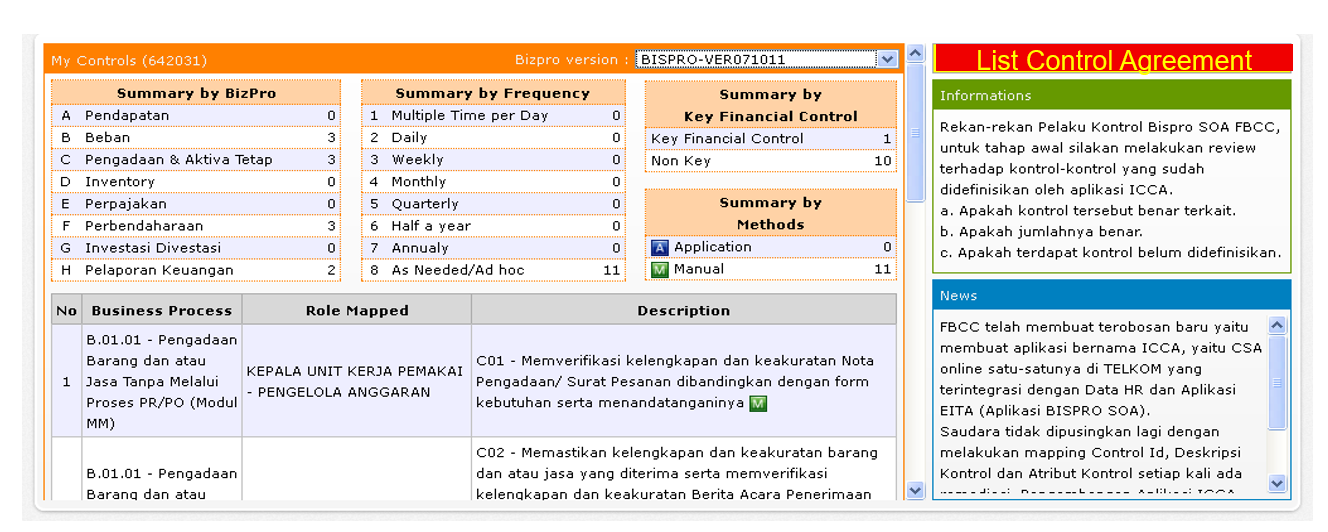 My Controls (642031) Bizpro version : BISPRO-VER071011
Summary by BizPro
A Pendapatan 0
B Beban 3
C Pengadaan & Aktiva Tetap 3
D Inventory 0
E Perpajakan 0
F Perbendaharaan 3
G Investasi Divestasi 0
H Pelaporan Keuangan 2
Summary by Frequency
1 Multiple Time per Day 0
2 Daily 0
3 Weekly 0
4 Monthly 0
5 Quarterly 0
6 Half a year 0
7 Annualy 0
8 As Needed/Ad hoc 11
Summary by
Key Financial Control
Key Financial Control 1
Non Key 10
Summary by
Methods
A Application 0
M Manual 11
No Business Process Role Mapped Description
1
B.01.01 - Pengadaan
Barang dan atau
Jasa Tanpa Melalui
Proses PR/PO (Modul
MM)
KEPALA UNIT KERJA PEMAKAI
- PENGELOLA ANGGARAN
C01 - Memverifikasi kelengkapan dan keakuratan Nota
Pengadaan/ Surat Pesanan dibandingkan dengan form
kebutuhan serta menandatanganinya M
B.01.01 - Pengadaan
Barang dan atau
C02 - Memastikan kelengkapan dan keakuratan barang
dan atau jasa yang diterima serta memverifikasi
kelengkapan dan keakuratan Berita Acara Penerimaan
List Control Agreement
Informations
Rekan-rekan Pelaku Kontrol Bispro SOA FBCC,
untuk tahap awal silakan melakukan review
terhadap kontrol-kontrol yang sudah
didefinisikan oleh aplikasi ICCA.
a. Apakah kontrol tersebut benar terkait.
b. Apakah jumlahnya benar.
c. Apakah terdapat kontrol belum didefinisikan.
News
FBCC telah membuat terobosan baru yaitu
membuat aplikasi bernama ICCA, yaitu CSA
online satu-satunya di TELKOM yang
terintegrasi dengan Data HR dan Aplikasi
EITA (Aplikasi BISPRO SOA).
Saudara tidak dipusingkan lagi dengan
melakukan mapping Control Id, Deskripsi
Kontrol dan Atribut Kontrol setiap kali ada